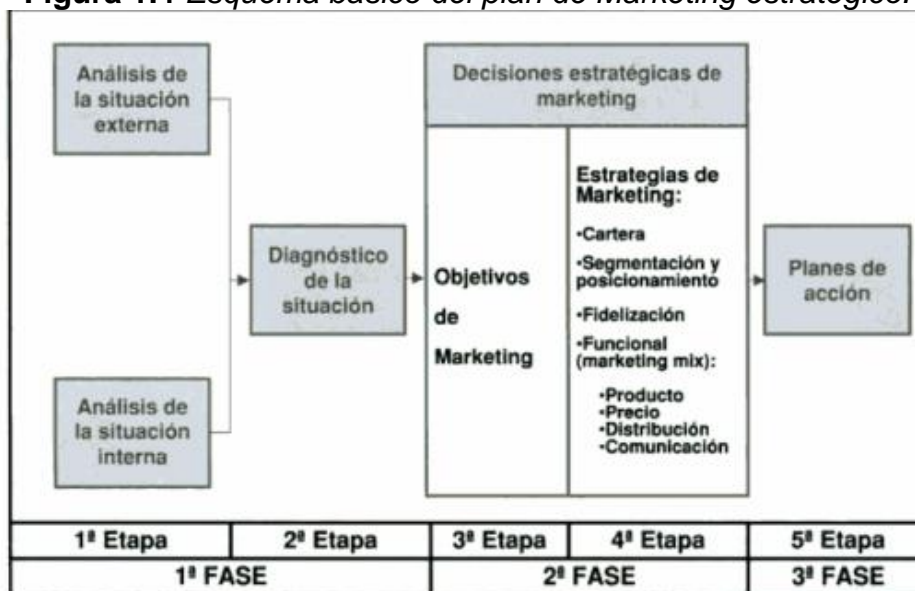 Figura 1.1 Esquema básico del plan de Marketing estratégico.
Análisis de
la situación
externa
Análisis de
la situación
interna
Diagnóstico
de la
situación
Decisiones estratégicas de
marketing
Objetivos
de
Marketing
Estrategias de
Marketing:
•Cartera
•Segmentación y
posicionamiento
•Fidelización
•Funcional
(marketing mix):
•Producto
•Precio
•Distribución
•Comunicación
Planes de
acción
1ª Etapa
2ª Etapa
3ª Etapa
4ª Etapa
5ª Etapa
1ª FASE
2ª FASE
3ª FASE